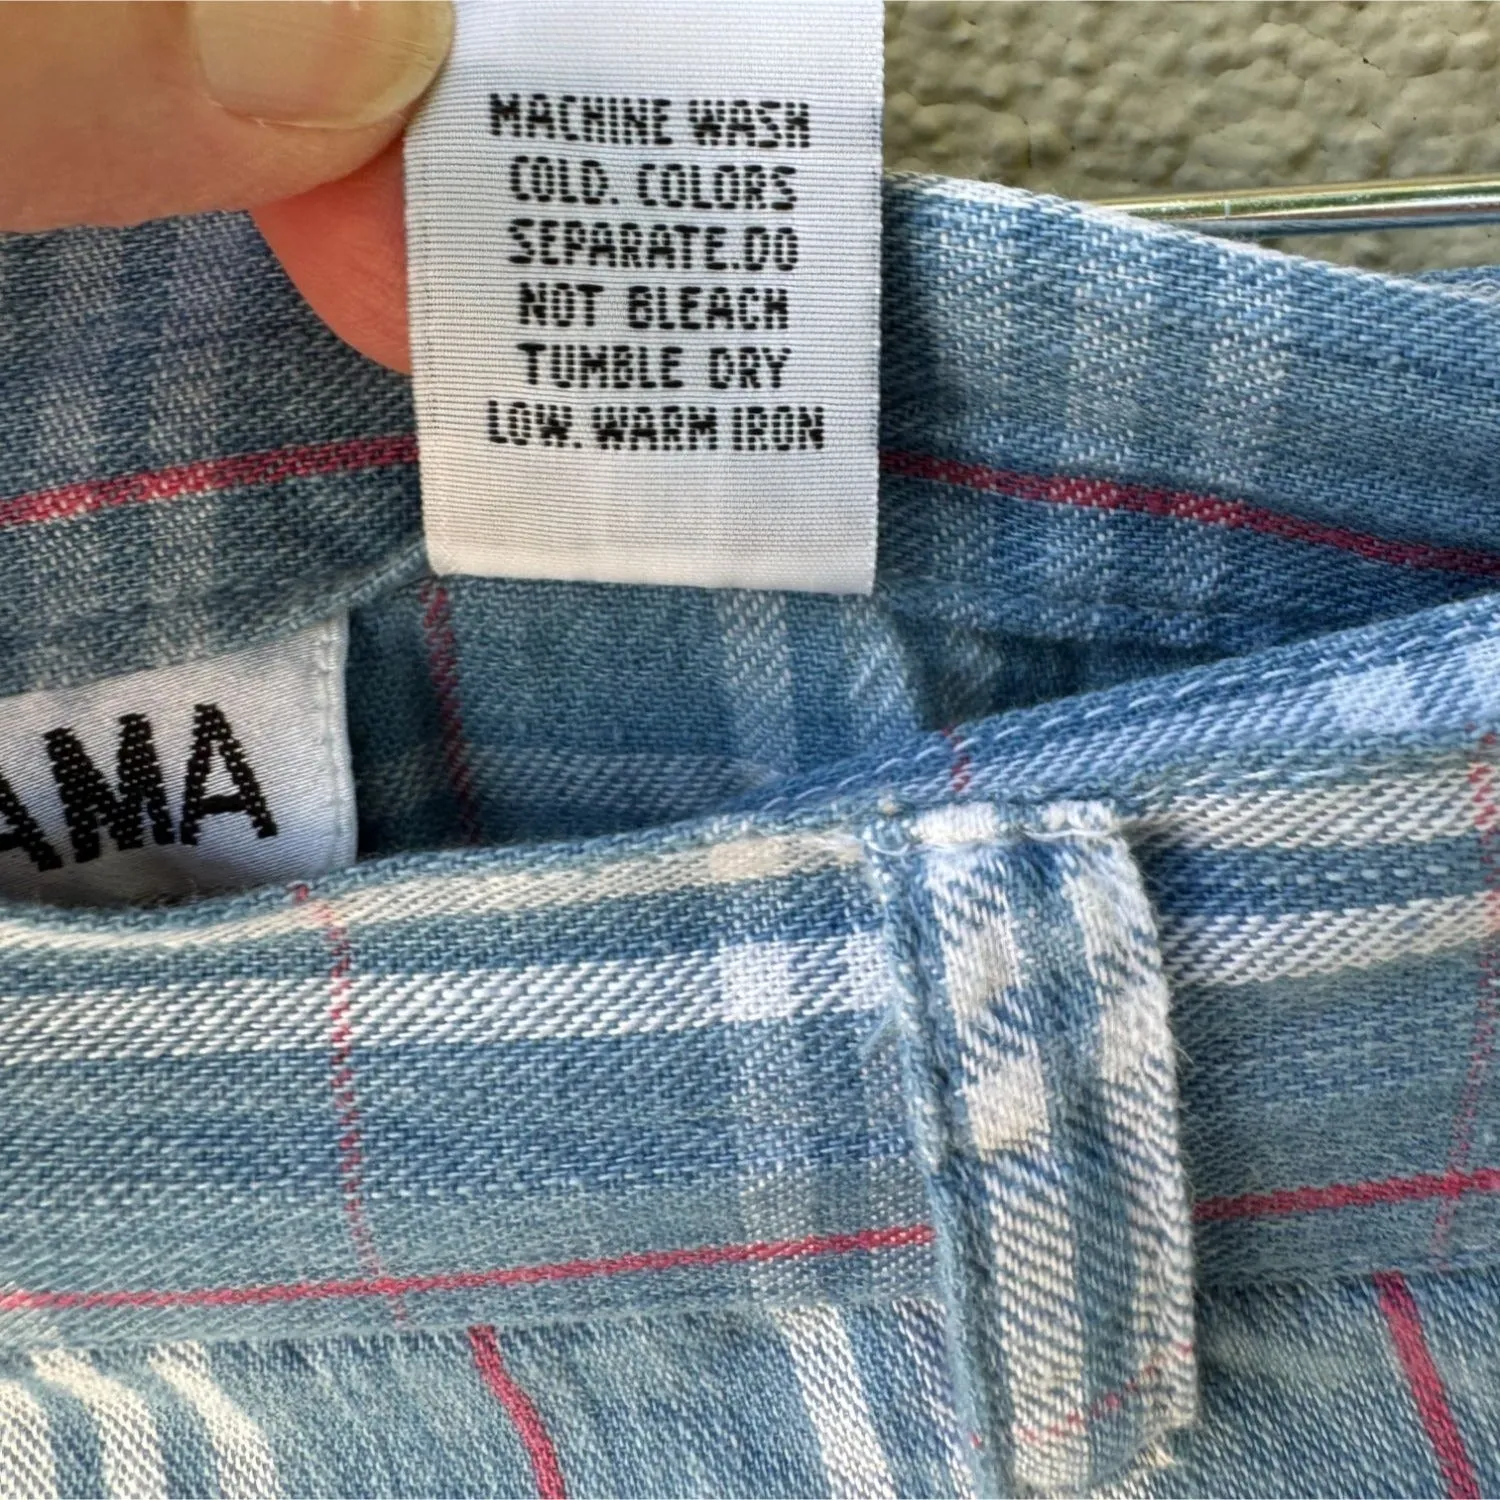 MACHINE WASH
COLD. COLORS
SEPARATE.DO
NOT BLEACH
TUMBLE DRY
LOW. WARM IRON
AMA